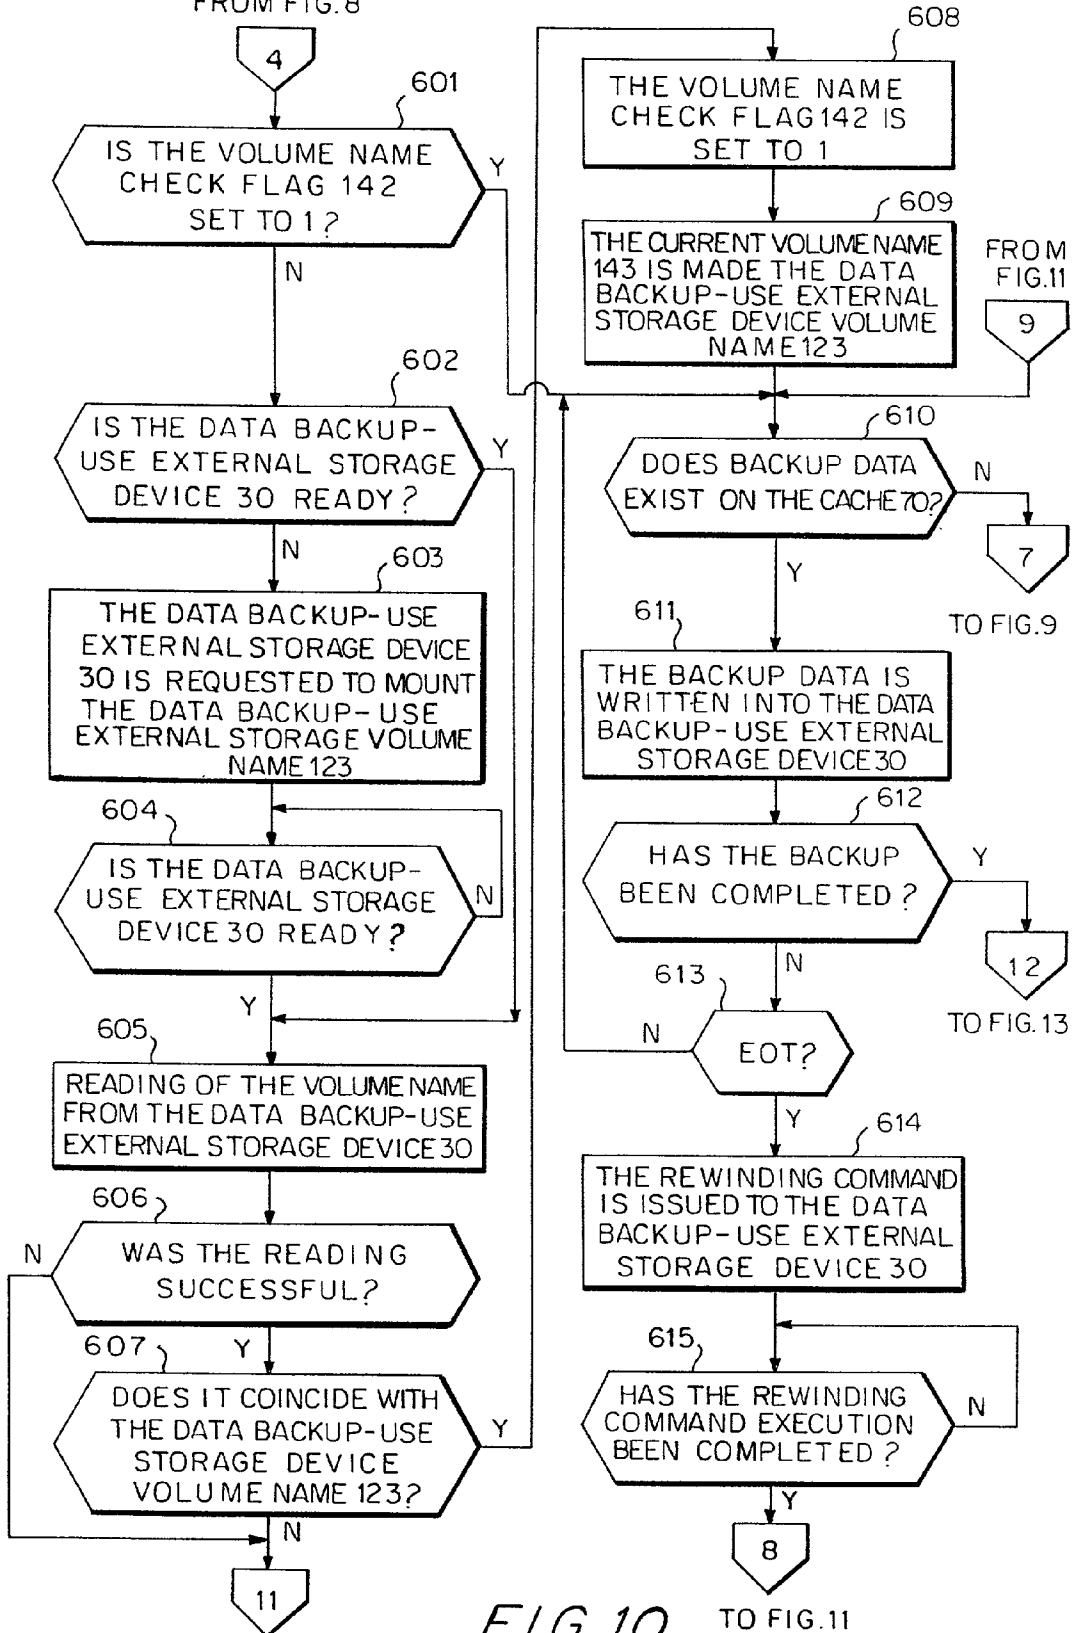 FROM FIG. 8
4
601
IS THE VOLUME NAME
CHECK FLAG 142
SET TO 1?
Y
N
602
IS THE DATA BACKUP-
USE EXTERNAL STORAGE
DEVICE 30 READY?
Y
N
603
THE DATA BACKUP-USE
EXTERNAL STORAGE DEVICE
30 IS REQUESTED TO MOUNT
THE DATA BACKUP-USE
EXTERNAL STORAGE VOLUME
NAME 123
604
IS THE DATA BACKUP-
USE EXTERNAL STORAGE
DEVICE 30 READY?
N
Y
605
READING OF THE VOLUME NAME
FROM THE DATA BACKUP-USE
EXTERNAL STORAGE DEVICE 30
606
WAS THE READING
SUCCESSFUL?
N
Y
607
DOES IT COINCIDE WITH
THE DATA BACKUP-USE
STORAGE DEVICE
VOLUME NAME 123?
Y
N
11
608
THE VOLUME NAME
CHECK FLAG 142 IS
SET TO 1
609
THE CURRENT VOLUME NAME
143 IS MADE THE DATA
BACKUP-USE EXTERNAL
STORAGE DEVICE VOLUME
NAME 123
FROM
FIG. 11
9
610
DOES BACKUP DATA
EXIST ON THE CACHE 70?
N
7
TO FIG. 9
Y
611
THE BACKUP DATA IS
WRITTEN INTO THE DATA
BACKUP-USE EXTERNAL
STORAGE DEVICE 30
612
HAS THE BACKUP
BEEN COMPLETED?
Y
12
TO FIG. 13
N
613
EOT?
N
Y
614
THE REWINDING COMMAND
IS ISSUED TO THE DATA
BACKUP-USE EXTERNAL
STORAGE DEVICE 30
615
HAS THE REWINDING
COMMAND EXECUTION
BEEN COMPLETED?
N
Y
8
TO FIG. 11
FIG. 10